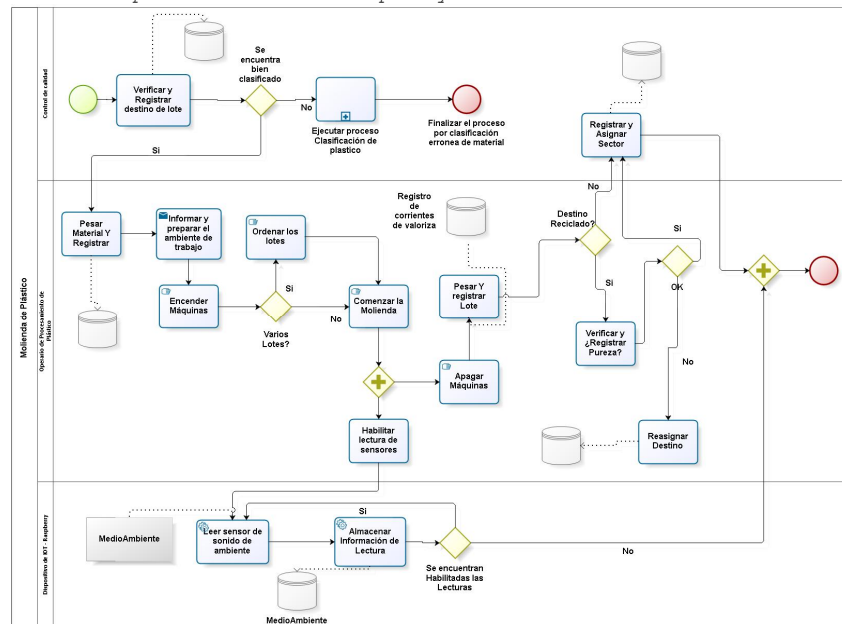 Molienda de Plástico
Control de calidad
Verificar y
Registrar
destino de lote
Se
encuentra
bien
clasificado
No
Si
Ejecutar proceso
Clasificación de
plastico
Finalizar el proceso
por clasificación
erronea de material
Registrar y
Asignar
Sector
Operario de Procesamiento de
Plástico
Pesar
Material Y
Registrar
Informar y
preparar el
ambiente de
trabajo
Encender
Máquinas
Ordenar los
lotes
Si
Varios
Lotes?
No
Comenzar la
Molienda
Habilitar
lectura de
sensores
Apagar
Máquinas
Pesar Y
registrar
Lote
Registro
de
corrientes
de valoriza
Destino
Reciclado?
No
Si
Verificar y
¿Registrar
Pureza?
Si
OK
No
Reasignar
Destino
Dispositivo de IOT - Raspberry
MedioAmbiente
Leer sensor de
sonido de
ambiente
Almacenar
Información de
Lectura
MedioAmbiente
Si
Se encuentran
Habilitadas las
Lecturas
No